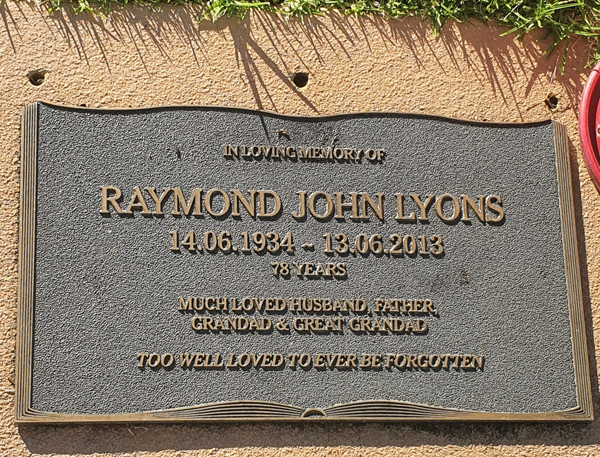 IN LOVING MEMORY OF
RAYMOND JOHN LYONS
14.06.1934 ~ 13.06.2013
78 YEARS
MUCH LOVED HUSBAND, FATHER,
GRANDAD & GREAT GRANDAD
TOO WELL LOVED TO EVER BE FORGOTTEN